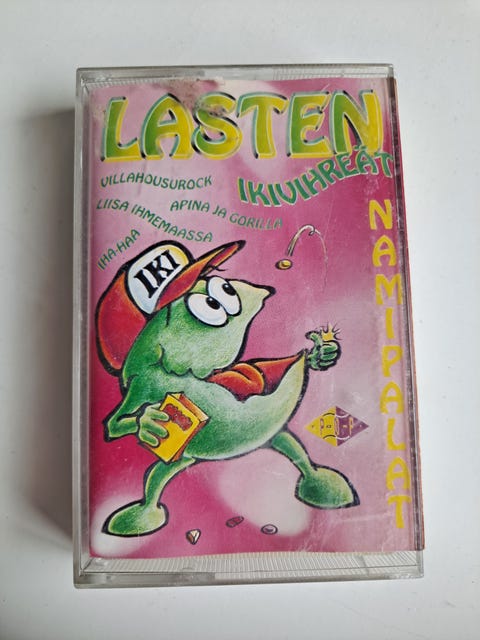 LASTEN
IKIVIHREÄT
VILLAHOUSUROCK
APINA JA GORILLA
LIISA IHMEMAASSA
IHA-HAA
NAMIPALAT
IKI